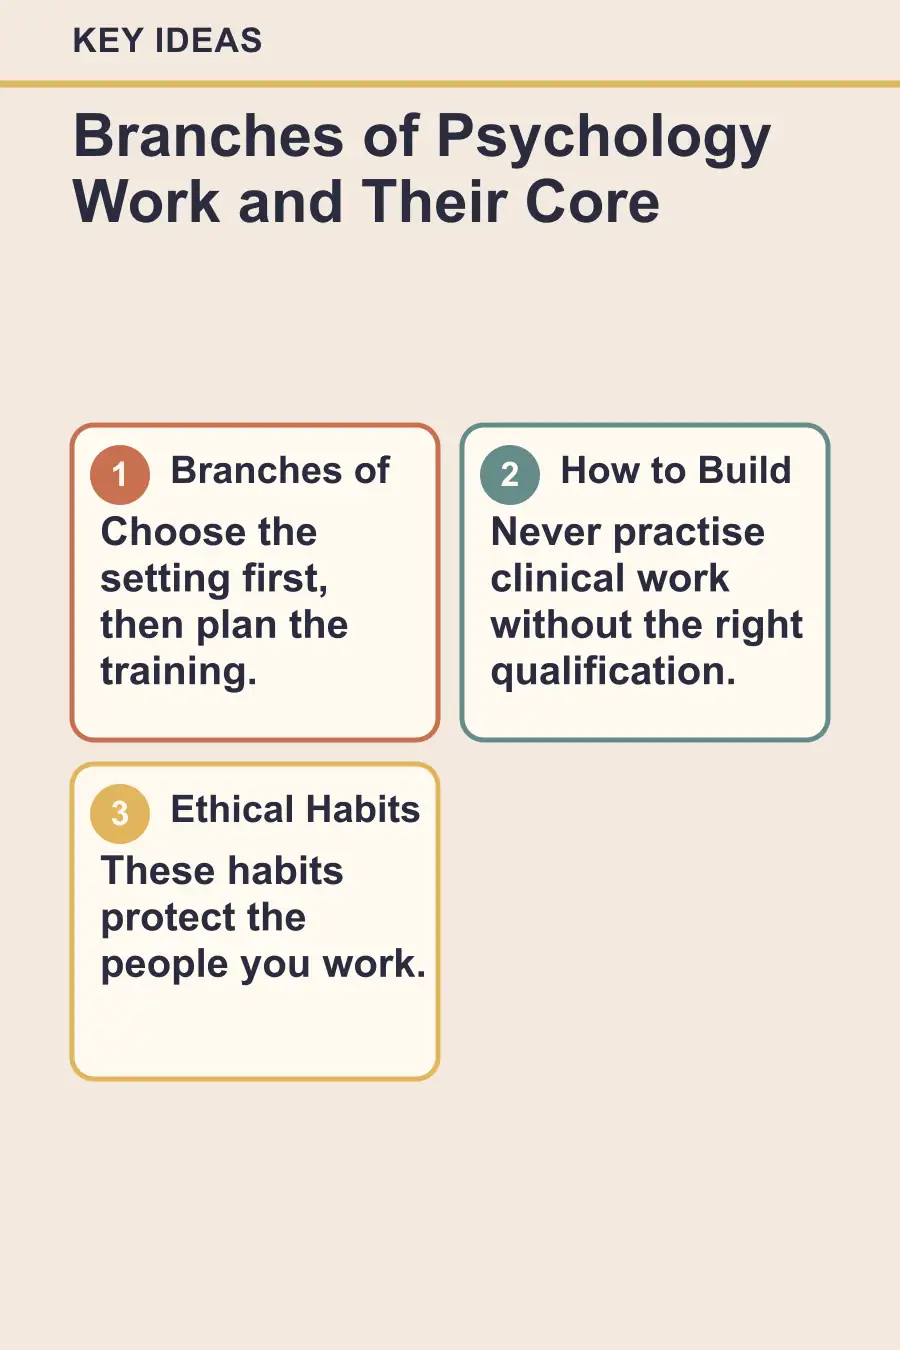 KEY IDEAS
Branches of Psychology
Work and Their Core
1 Branches of
Choose the
setting first,
then plan the
training.
2 How to Build
Never practise
clinical work
without the right
qualification.
3 Ethical Habits
These habits
protect the
people you work.